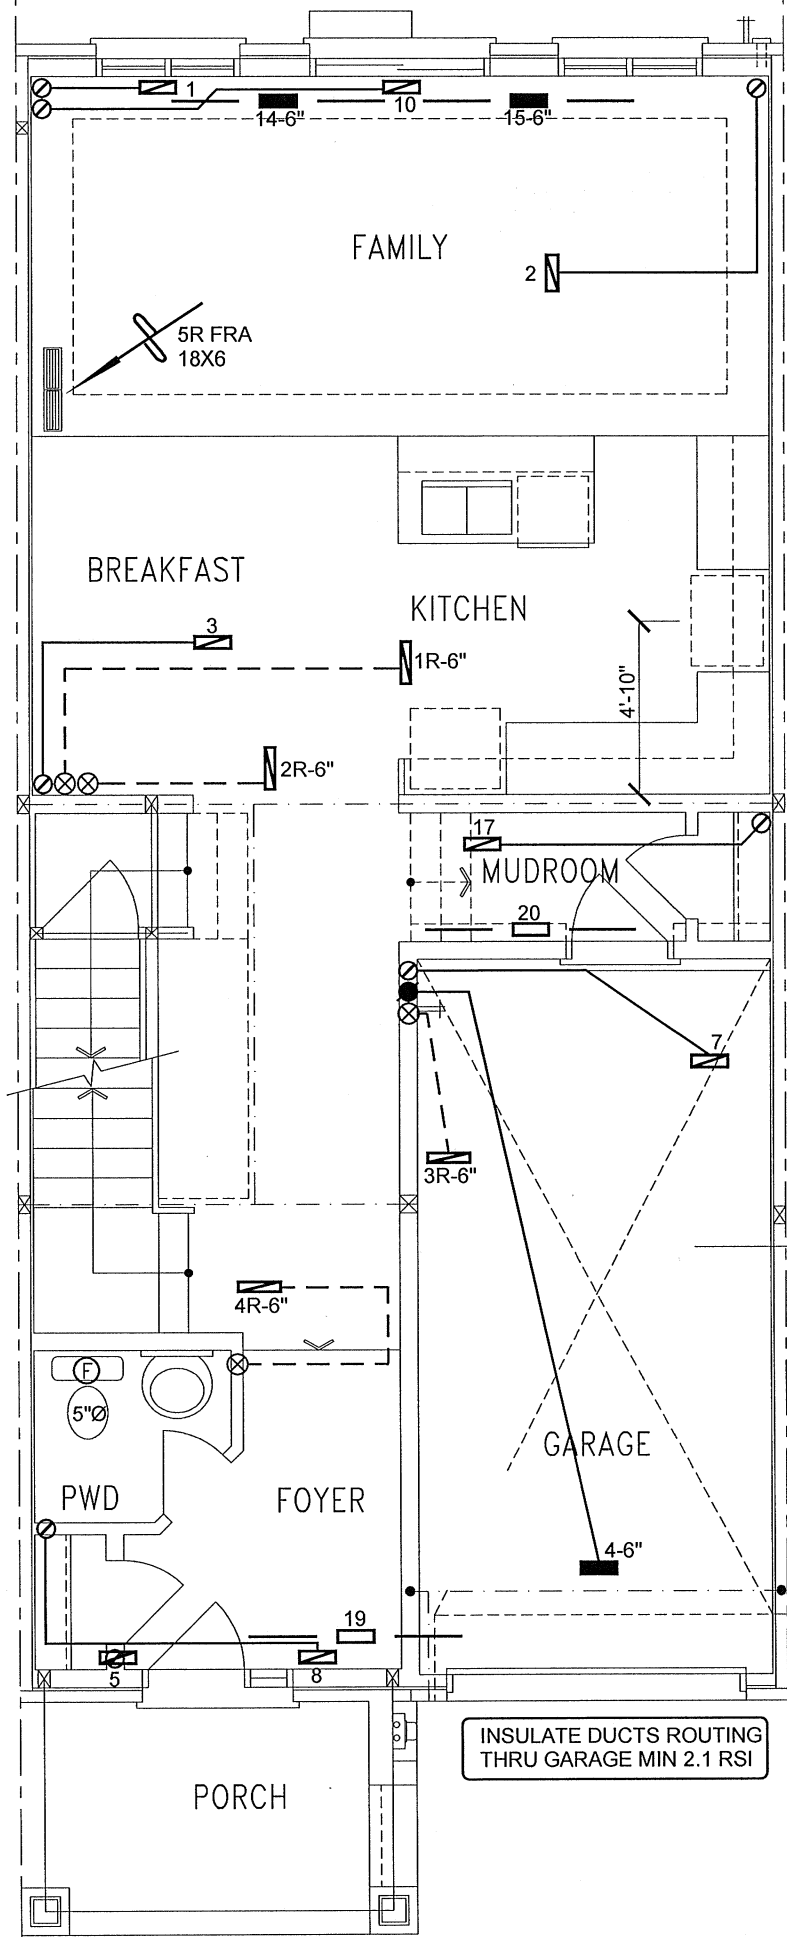 1
10
14-6"
15-6"
FAMILY
2
5R FRA
18X6
BREAKFAST
KITCHEN
3
1R-6"
4'-10"
2R-6"
17
MUDROOM
20
7
3R-6"
4R-6"
F
5"Ø
GARAGE
PWD
FOYER
4-6"
19
5
8
INSULATE DUCTS ROUTING
THRU GARAGE MIN 2.1 RSI
PORCH